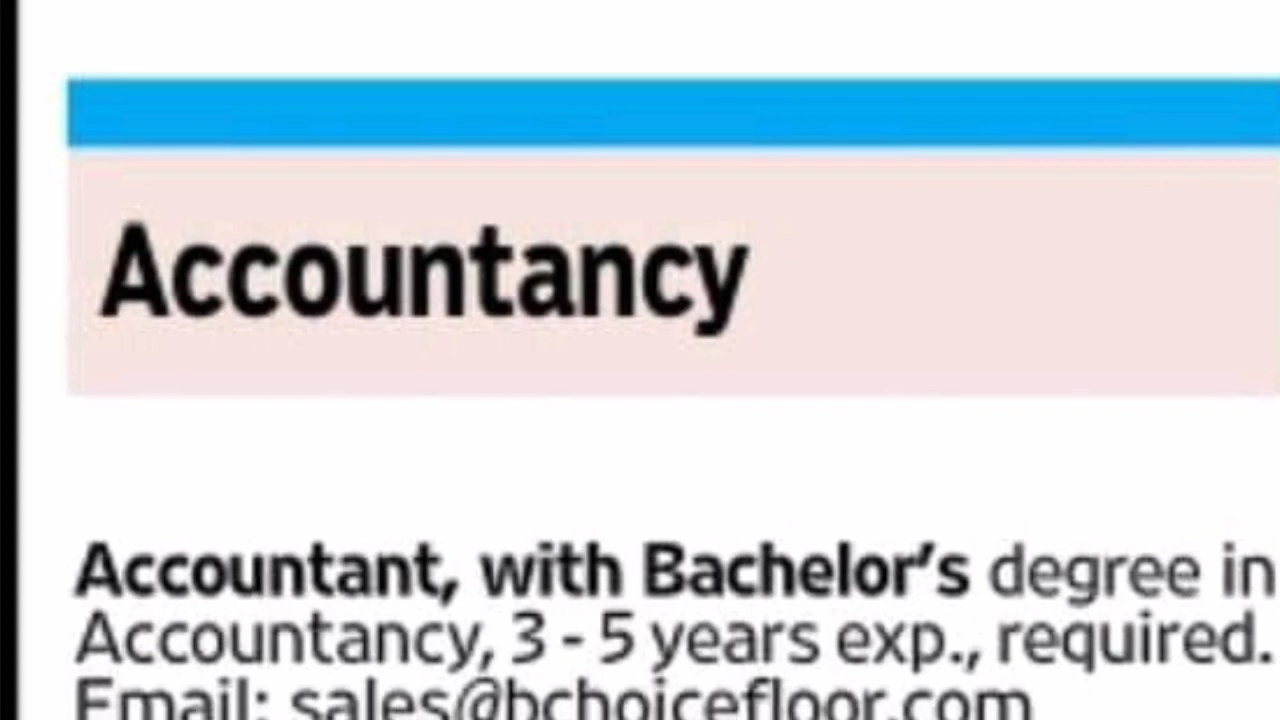 Accountancy
Accountant, with Bachelor’s degree in
Accountancy, 3 - 5 years exp., required.
Email: sales@bchoicefloor.com